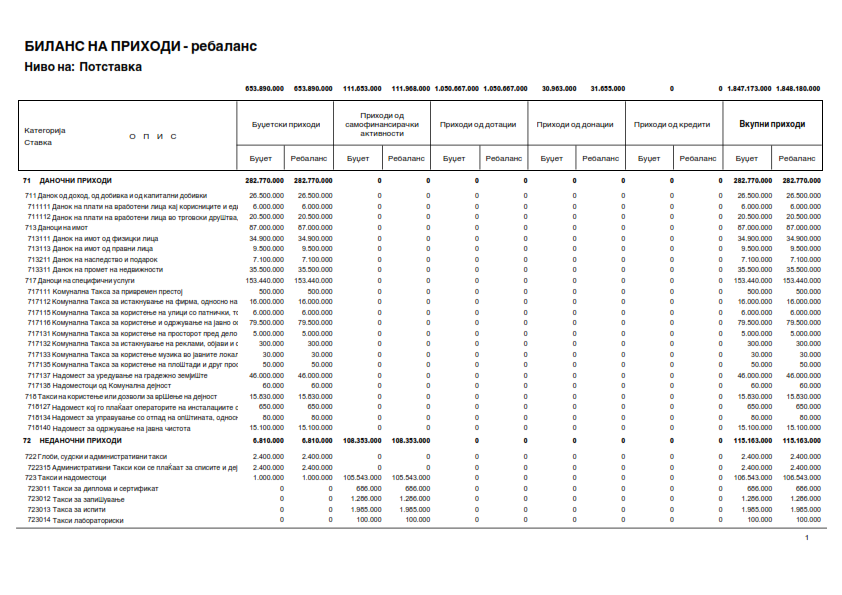 БИЛАНС НА ПРИХОДИ - ребаланс
Ниво на: Потставка
653.890.000 653.890.000 111.653.000 111.968.000 1.050.667.000 1.050.667.000 30.963.000 31.655.000 0 0 1.847.173.000 1.848.180.000
Категорија
Ставка
О П И С
Буџетски приходи
Приходи од
самофинансирачки
активности
Приходи од дотации
Приходи од донации
Приходи од кредити
Вкупни приходи
Буџет Ребаланс Буџет Ребаланс Буџет Ребаланс Буџет Ребаланс Буџет Ребаланс Буџет Ребаланс
71 ДАНОЧНИ ПРИХОДИ 282.770.000 282.770.000 0 0 0 0 0 0 0 0 282.770.000 282.770.000
711 Данок од доход, од добивка и од капитални добивки 26.500.000 26.500.000 0 0 0 0 0 0 0 0 26.500.000 26.500.000
711111 Данок на плати на вработени лица кај корисниците и еди 6.000.000 6.000.000 0 0 0 0 0 0 0 0 6.000.000 6.000.000
711112 Данок на плати на вработени лица во трговски друШтва, 20.500.000 20.500.000 0 0 0 0 0 0 0 0 20.500.000 20.500.000
713 Даноци на имот 87.000.000 87.000.000 0 0 0 0 0 0 0 0 87.000.000 87.000.000
713111 Данок на имот од физички лица 34.900.000 34.900.000 0 0 0 0 0 0 0 0 34.900.000 34.900.000
713113 Данок на имот од правни лица 9.500.000 9.500.000 0 0 0 0 0 0 0 0 9.500.000 9.500.000
713211 Данок на наследство и подарок 7.100.000 7.100.000 0 0 0 0 0 0 0 0 7.100.000 7.100.000
713311 Данок на промет на недвижности 35.500.000 35.500.000 0 0 0 0 0 0 0 0 35.500.000 35.500.000
717 Даноци на специфични услуги 153.440.000 153.440.000 0 0 0 0 0 0 0 0 153.440.000 153.440.000
717111 Комунална Такса за привремен престој 500.000 500.000 0 0 0 0 0 0 0 0 500.000 500.000
717112 Комунална Такса за истакнување на фирма, односно на 16.000.000 16.000.000 0 0 0 0 0 0 0 0 16.000.000 16.000.000
717115 Комунална Такса за користење на улици со патнички, то 6.000.000 6.000.000 0 0 0 0 0 0 0 0 6.000.000 6.000.000
717116 Комунална Такса за користење и одржување на јавно ос 79.500.000 79.500.000 0 0 0 0 0 0 0 0 79.500.000 79.500.000
717131 Комунална Такса за користење на просторот пред дело 5.000.000 5.000.000 0 0 0 0 0 0 0 0 5.000.000 5.000.000
717132 Комунална Такса за истакнување на реклами, објави и о 300.000 300.000 0 0 0 0 0 0 0 0 300.000 300.000
717133 Комунална Такса за користење музика во јавните локал 30.000 30.000 0 0 0 0 0 0 0 0 30.000 30.000
717135 Комунална Такса за користење на плоШтади и друг прос 50.000 50.000 0 0 0 0 0 0 0 0 50.000 50.000
717137 Надомест за уредување на градежно земјиШте 46.000.000 46.000.000 0 0 0 0 0 0 0 0 46.000.000 46.000.000
717138 Надоместоци од Комунална дејност 60.000 60.000 0 0 0 0 0 0 0 0 60.000 60.000
718 Такси на користење или дозволи за врШење на дејност 15.830.000 15.830.000 0 0 0 0 0 0 0 0 15.830.000 15.830.000
718127 Надомест кој го плаќаат операторите на инсталациите с 650.000 650.000 0 0 0 0 0 0 0 0 650.000 650.000
718134 Надомест за управување со отпад на опШтината, односн 80.000 80.000 0 0 0 0 0 0 0 0 80.000 80.000
718140 Надомест за одржување на јавна чистота 15.100.000 15.100.000 0 0 0 0 0 0 0 0 15.100.000 15.100.000
72 НЕДАНОЧНИ ПРИХОДИ 6.810.000 6.810.000 108.353.000 108.353.000 0 0 0 0 0 0 115.163.000 115.163.000
722 Глоби, судски и административни такси 2.400.000 2.400.000 0 0 0 0 0 0 0 0 2.400.000 2.400.000
722315 Административни Такси кои се плаќаат за списите и деј 2.400.000 2.400.000 0 0 0 0 0 0 0 0 2.400.000 2.400.000
723 Такси и надоместоци 1.000.000 1.000.000 105.543.000 105.543.000 0 0 0 0 0 0 106.543.000 106.543.000
723011 Такси за диплома и сертификат 0 0 686.000 686.000 0 0 0 0 0 0 686.000 686.000
723012 Такси за запиШување 0 0 1.286.000 1.286.000 0 0 0 0 0 0 1.286.000 1.286.000
723013 Такса за испити 0 0 1.985.000 1.985.000 0 0 0 0 0 0 1.985.000 1.985.000
723014 Такси лабораториски 0 0 100.000 100.000 0 0 0 0 0 0 100.000 100.000
1